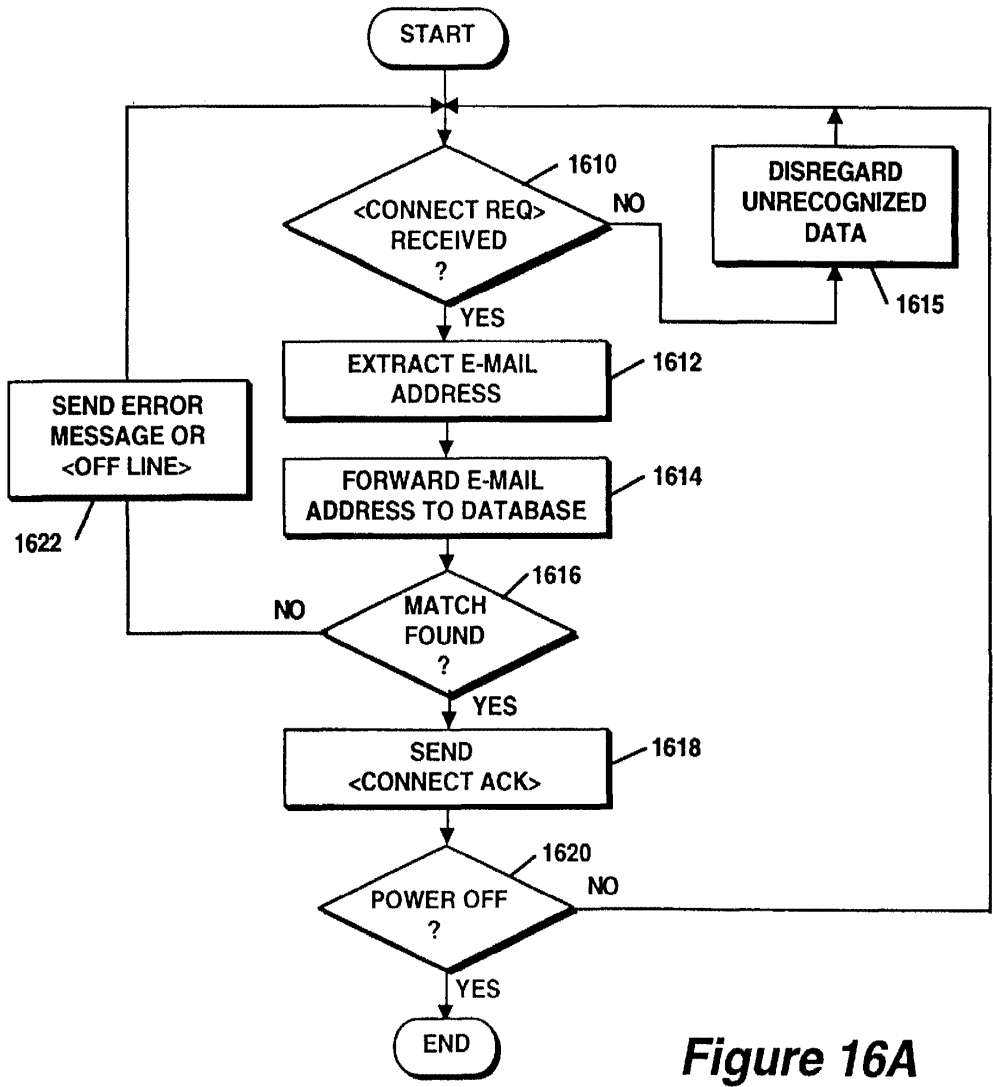 START
1610
<CONNECT REQ>
RECEIVED
?
NO
DISREGARD
UNRECOGNIZED
DATA
1615
YES
EXTRACT E-MAIL
ADDRESS
1612
SEND ERROR
MESSAGE OR
<OFF LINE>
1622
FORWARD E-MAIL
ADDRESS TO DATABASE
1614
1616
MATCH
FOUND
?
NO
YES
SEND
<CONNECT ACK>
1618
1620
POWER OFF
?
NO
YES
END
Figure 16A